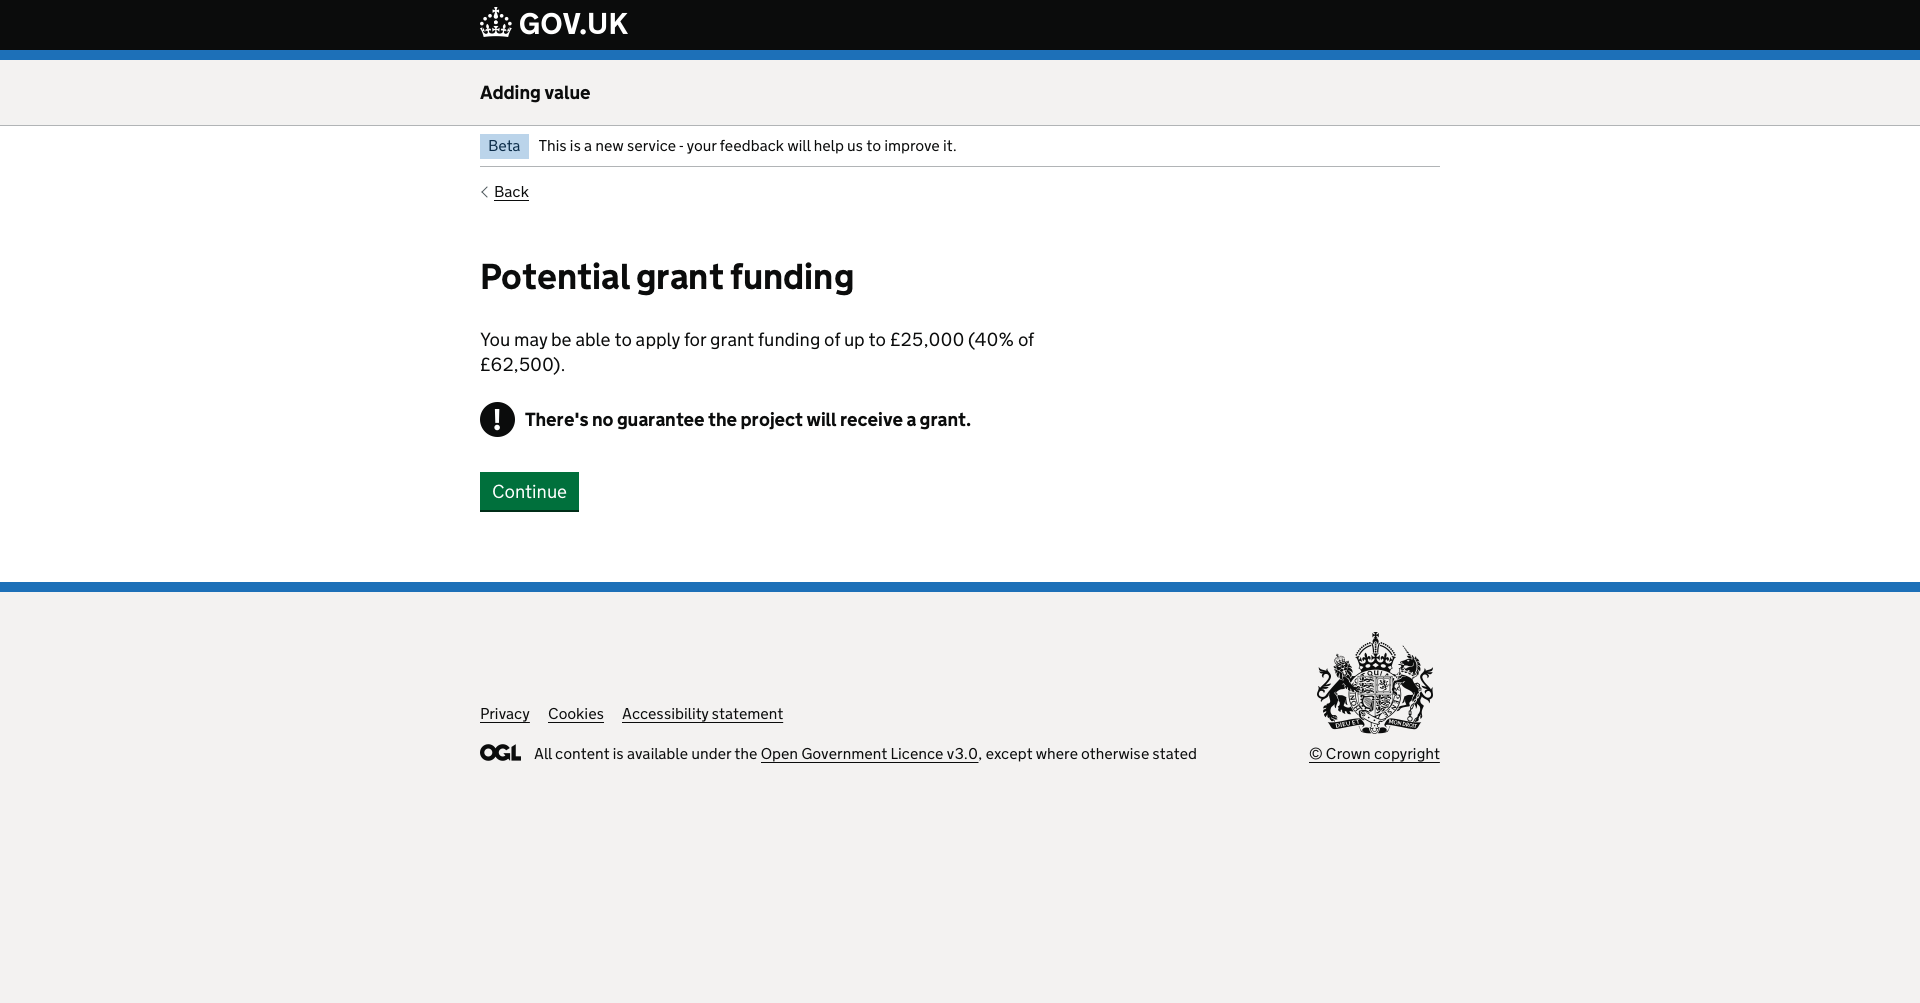 GOV.UK
Adding value
Beta This is a new service - your feedback will help us to improve it.
Back
Potential grant funding
You may be able to apply for grant funding of up to £25,000 (40% of
£62,500).
! There's no guarantee the project will receive a grant.
Continue
Privacy Cookies Accessibility statement
OGL All content is available under the Open Government Licence v3.0, except where otherwise stated
© Crown copyright